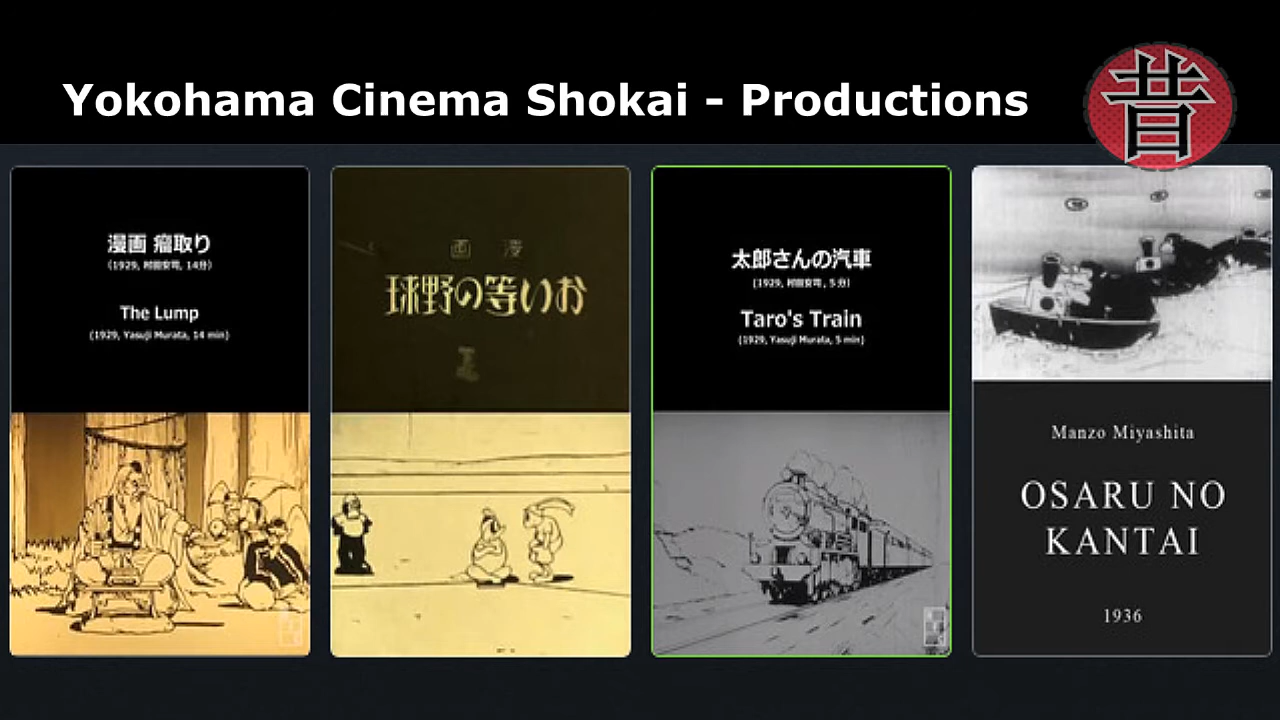 Yokohama Cinema Shokai - Productions
昔
漫画 瘤取り
(1929, 村田安司, 14分)
The Lump
(1929, Yasuji Murata, 14 min)
画 漫
球野の等いお
太郎さんの汽車
(1929, 村田安司, 5分)
Taro's Train
(1929, Yasuji Murata, 5 min)
Manzo Miyashita
OSARU NO
KANTAI
1936